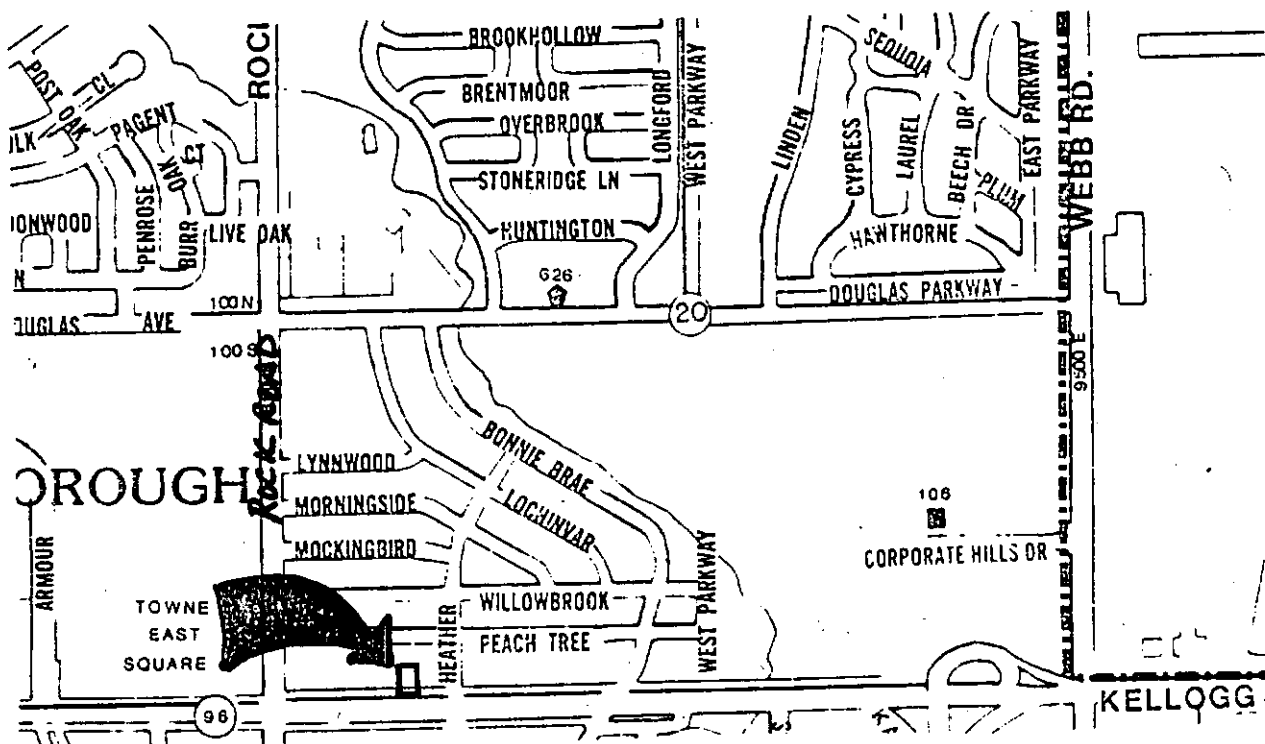 BROOKHOLLOW
SEQUOIA
POST OAK
CL
ROCI
BRENTMOOR
LONGFORD
WEST PARKWAY
EAST PARKWAY
WEBB RD.
PAGENT
OVERBROOK
LINDEN
CYPRESS
LAUREL
BEECH DR
PLUM
OAK CT
STONERIDGE LN
PENROSE
BURR
LIVE OAK
HUNTINGTON
HAWTHORNE
626
100 N
DOUGLAS PARKWAY
AVE
20
100 S
ROCK ROAD
9500 E
BONNIE BRAE
LYNNWOOD
OROUGH
MORNINGSIDE
LOCHINVAR
106
MOCKINGBIRD
CORPORATE HILLS DR
ARMOUR
TOWNE
EAST
SQUARE
WILLOWBROOK
HEATHER
PEACH TREE
WEST PARKWAY
96
KELLOGG